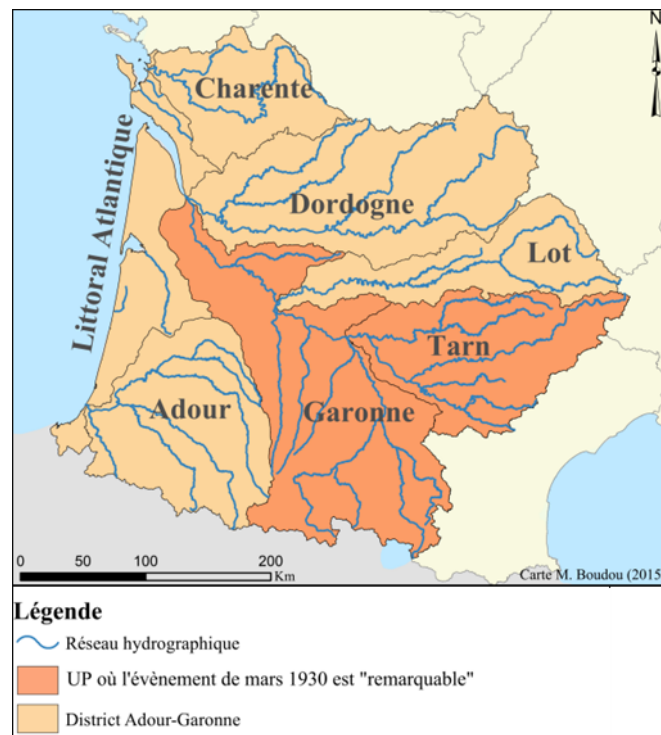 N
Charente
Littoral Atlantique
Dordogne
Lot
Tarn
Adour
Garonne
0 50 100 200
Km
Carte M. Boudou (2015
Légende
Réseau hydrographique
UP où l'évènement de mars 1930 est "remarquable"
District Adour-Garonne